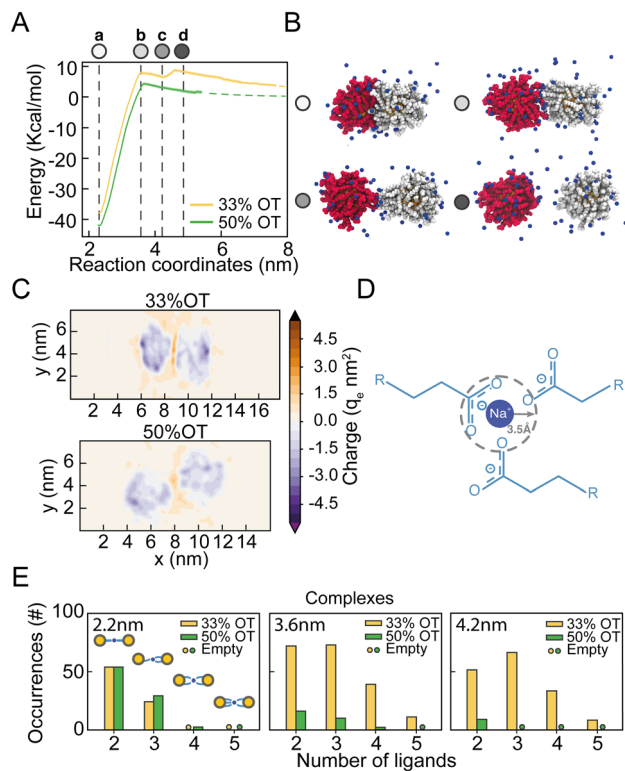 A
a b c d
Energy (Kcal/mol)
10
0
-10
-20
-30
-40
33% OT
50% OT
2 4 6 8
Reaction coordinates (nm)
B
C
33%OT
y (nm)
6
4
2
2 4 6 8 10 12 14 16
50%OT
y (nm)
6
4
2
2 4 6 8 10 12 14
x (nm)
4.5
3.0
1.5
0.0
-1.5
-3.0
-4.5
Charge (qe nm2)
D
R
O
O
⊖
O
O
⊖
R
Na+
3.5Å
O
O
⊖
R
E
Complexes
Occurrences (#)
100
50
0
2.2nm
33% OT
50% OT
Empty
2 3 4 5
3.6nm
33% OT
50% OT
Empty
2 3 4 5
4.2nm
33% OT
50% OT
Empty
2 3 4 5
Number of ligands